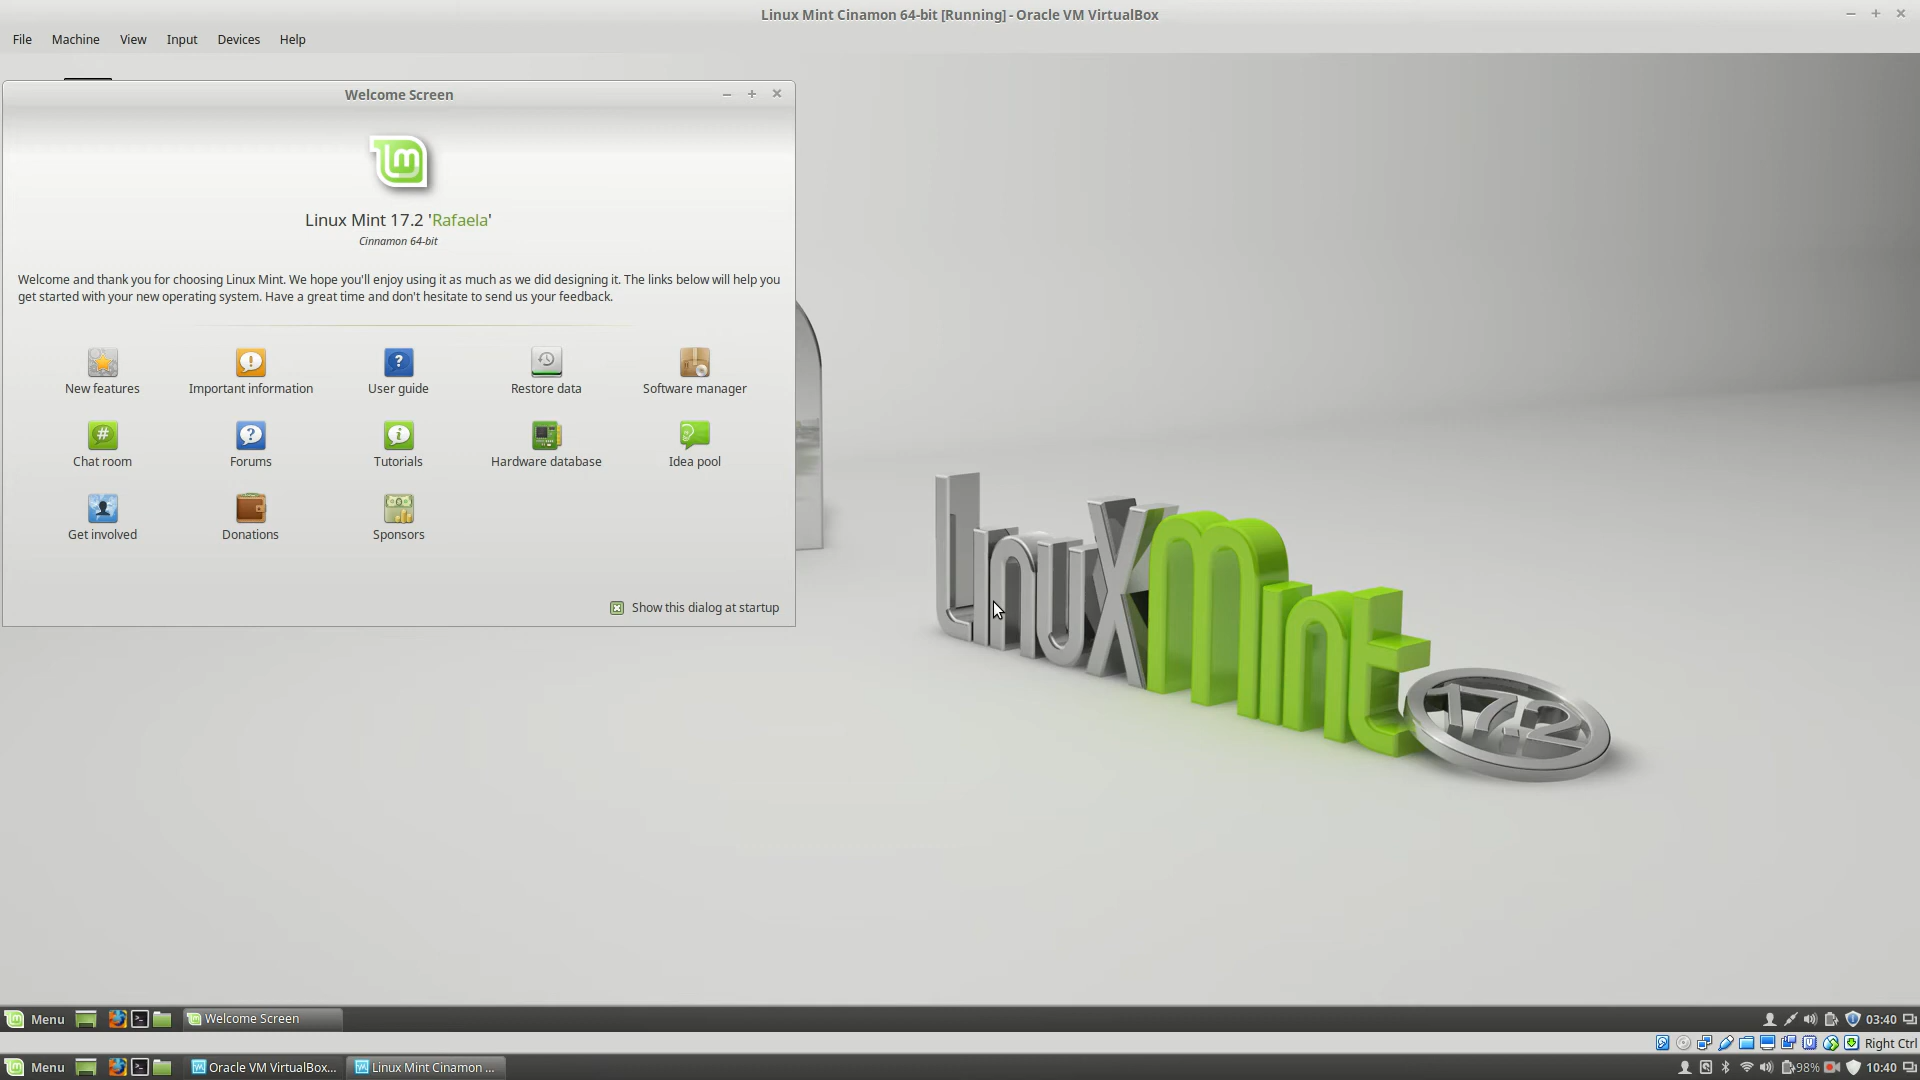 Linux Mint Cinamon 64-bit [Running] - Oracle VM VirtualBox
File Machine View Input Devices Help
Welcome Screen
lm
Linux Mint 17.2 'Rafaela'
Cinnamon 64-bit
Welcome and thank you for choosing Linux Mint. We hope you'll enjoy using it as much as we did designing it. The links below will help you
get started with your new operating system. Have a great time and don't hesitate to send us your feedback.
New features Important information User guide Restore data Software manager
Chat room Forums Tutorials Hardware database Idea pool
Get involved Donations Sponsors
Show this dialog at startup
LinuxMint
17.2
Menu Welcome Screen 03:40
Right Ctrl
Menu Oracle VM VirtualBox... Linux Mint Cinamon ... 98% 10:40